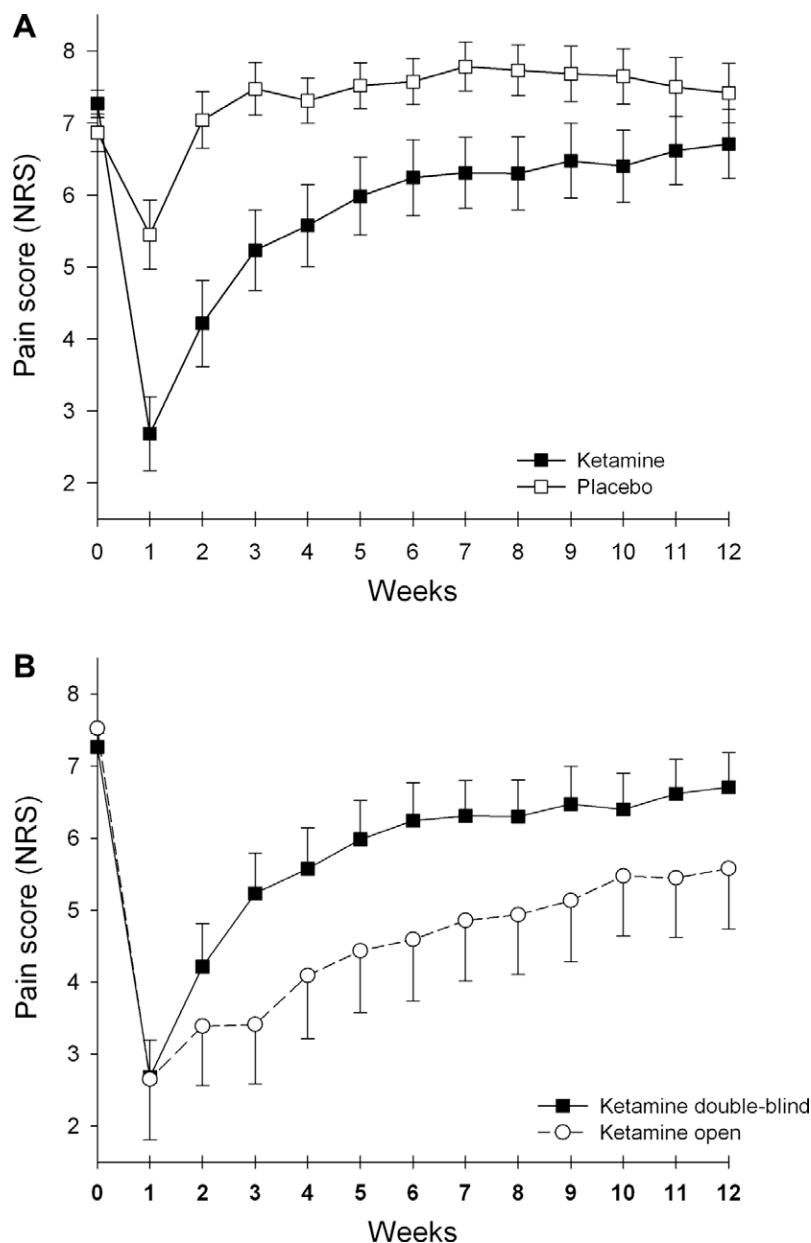 A
Pain score (NRS)
8
7
6
5
4
3
2
Ketamine
Placebo
0 1 2 3 4 5 6 7 8 9 10 11 12
Weeks
B
Pain score (NRS)
8
7
6
5
4
3
2
Ketamine double-blind
Ketamine open
0 1 2 3 4 5 6 7 8 9 10 11 12
Weeks